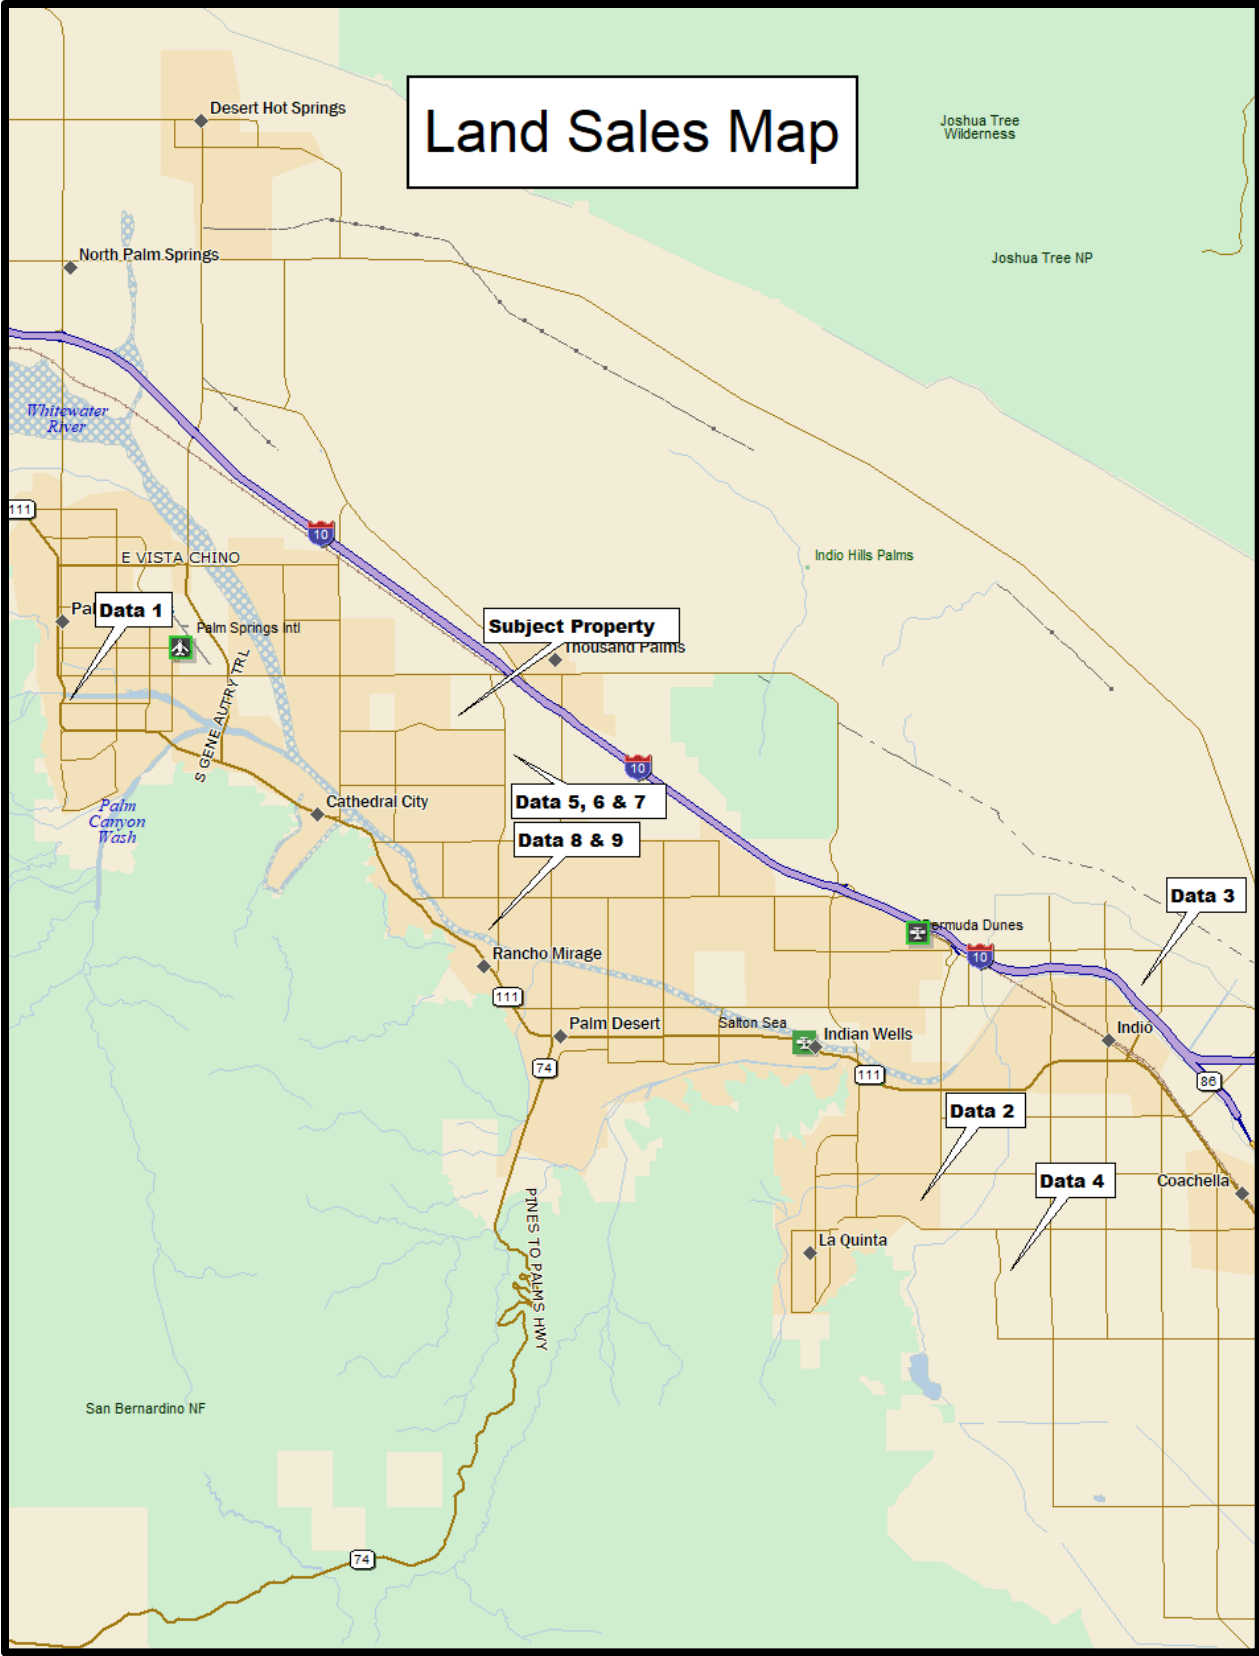 Land Sales Map
Desert Hot Springs
Joshua Tree
Wilderness
North Palm Springs
Joshua Tree NP
Whitewater
River
111
10
E VISTA CHINO
Indio Hills Palms
Data 1
Palm Springs Intl
Subject Property
Thousand Palms
S GENE AUTRY TRL
10
Cathedral City
Data 5, 6 & 7
Palm
Canyon
Wash
Data 8 & 9
Data 3
Bermuda Dunes
Rancho Mirage
10
111
Palm Desert
Salton Sea
Indian Wells
Indio
74
111
86
Data 2
Data 4
Coachella
PINES TO PALMS HWY
La Quinta
San Bernardino NF
74